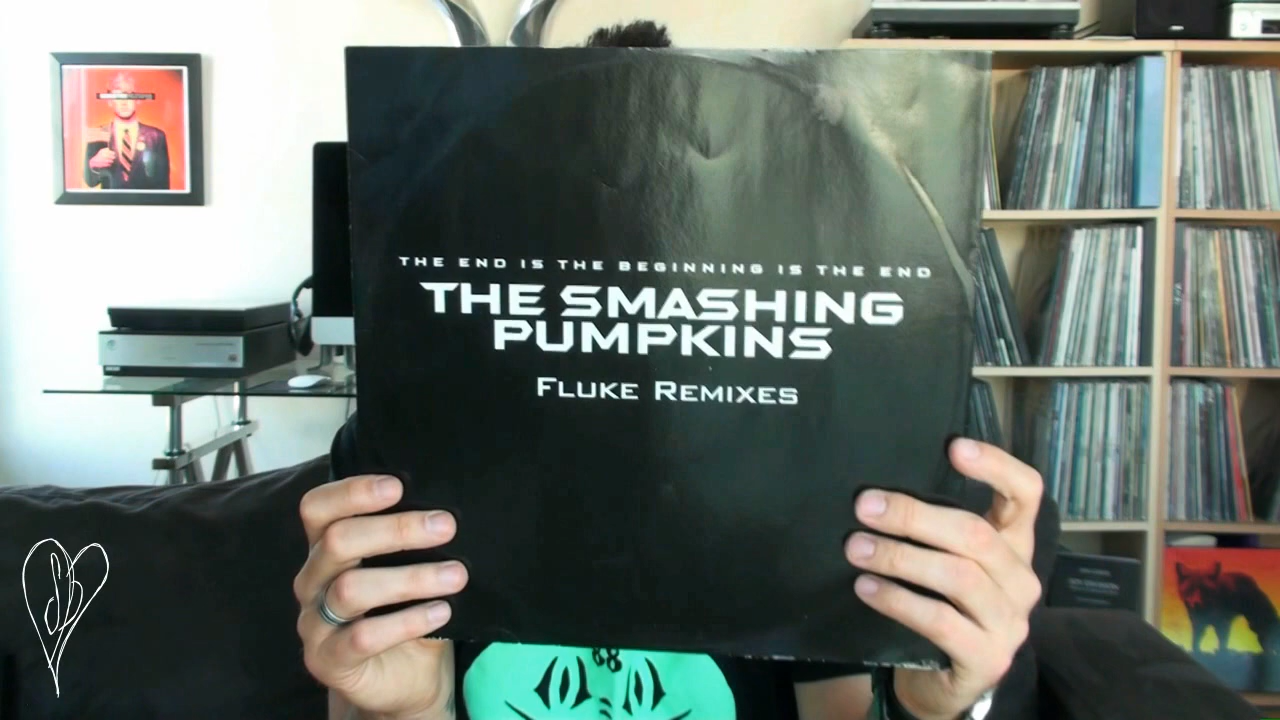 THE END IS THE BEGINNING IS THE END
THE SMASHING
PUMPKINS
FLUKE REMIXES